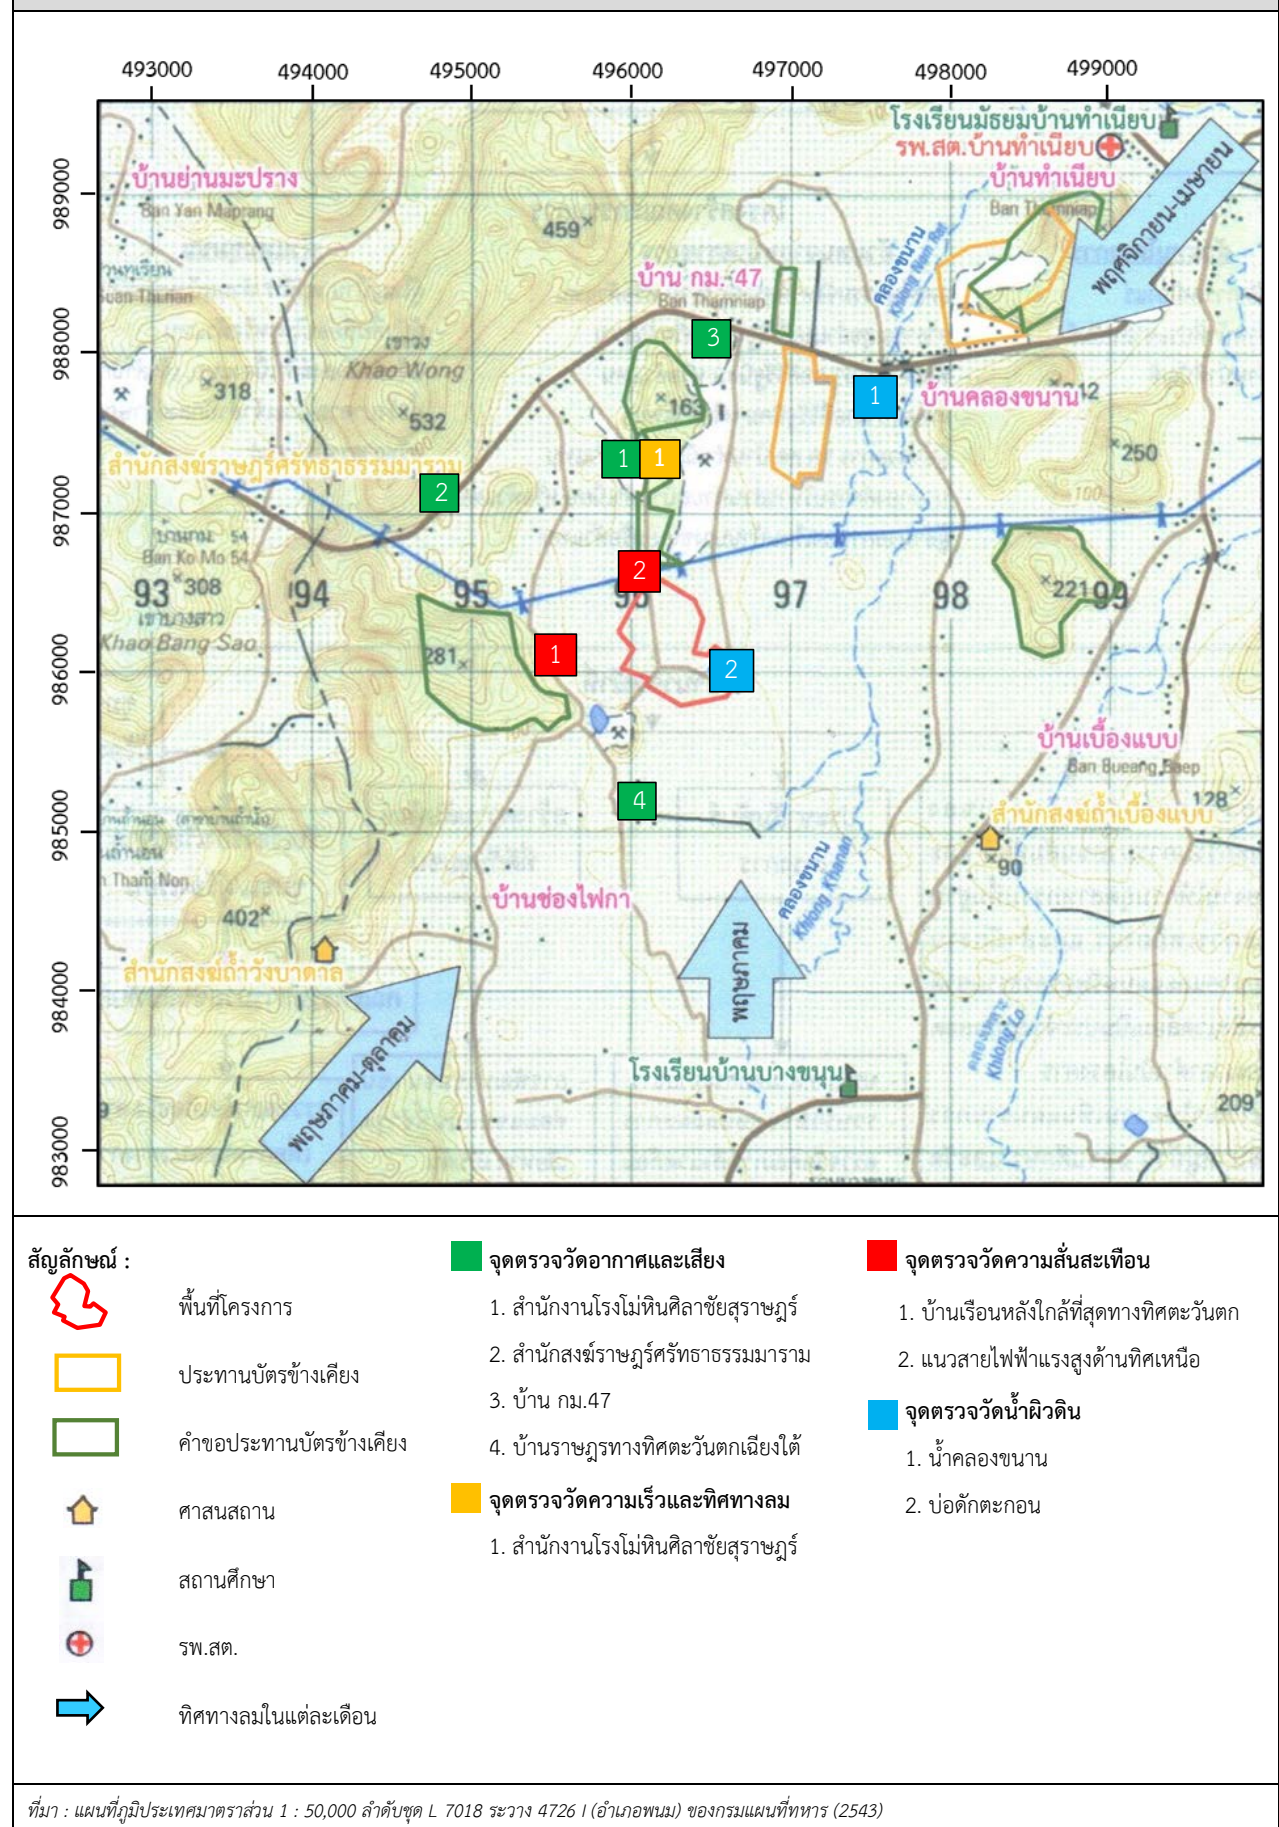 493000 494000 495000 496000 497000 498000 499000
989000
988000
987000
986000
985000
984000
983000
โรงเรียนมัธยมบ้านทำเนียบ
รพ.สต.บ้านทำเนียบ
บ้านย่านมะปราง
Ban Yan Maprang
บ้านทำเนียบ
Ban Thamniap
พฤศจิกายน-เมษายน
459
คลองขนาน
บ้าน กม. 47
Ban Thamniap
3
เขาวง
Khao Wong
318
532
163
1
บ้านคลองขนาน
250
100
สำนักสงฆ์ราษฎร์ศรัทธาธรรมมาราม
1 1
2
54
Ban Ko Mo 54
2
93 308 94 95 97 98 221 99
เขาบางสาว
Khao Bang Sao
281
1
2
บ้านเบื้องแบบ
Ban Bueang Baep
4
128
สำนักสงฆ์ถ้ำเบื้องแบบ
90
Tham Non
คลองขนาน
Khlong Khanan
บ้านช่องไฟกา
402
สำนักสงฆ์ถ้ำวังบาดาล
พฤษภาคม
พฤษภาคม-ตุลาคม
Khlong Lo
โรงเรียนบ้านบางขนุน
209
สัญลักษณ์ :
พื้นที่โครงการ
ประทานบัตรข้างเคียง
คำขอประทานบัตรข้างเคียง
ศาสนสถาน
สถานศึกษา
รพ.สต.
ทิศทางลมในแต่ละเดือน
จุดตรวจวัดอากาศและเสียง
1. สำนักงานโรงโม่หินศิลาชัยสุราษฎร์
2. สำนักสงฆ์ราษฎร์ศรัทธาธรรมมาราม
3. บ้าน กม.47
4. บ้านราษฎรทางทิศตะวันตกเฉียงใต้
จุดตรวจวัดความเร็วและทิศทางลม
1. สำนักงานโรงโม่หินศิลาชัยสุราษฎร์
จุดตรวจวัดความสั่นสะเทือน
1. บ้านเรือนหลังใกล้ที่สุดทางทิศตะวันตก
2. แนวสายไฟฟ้าแรงสูงด้านทิศเหนือ
จุดตรวจวัดน้ำผิวดิน
1. น้ำคลองขนาน
2. บ่อดักตะกอน
ที่มา : แผนที่ภูมิประเทศมาตราส่วน 1 : 50,000 ลำดับชุด L 7018 ระวาง 4726 I (อำเภอพนม) ของกรมแผนที่ทหาร (2543)